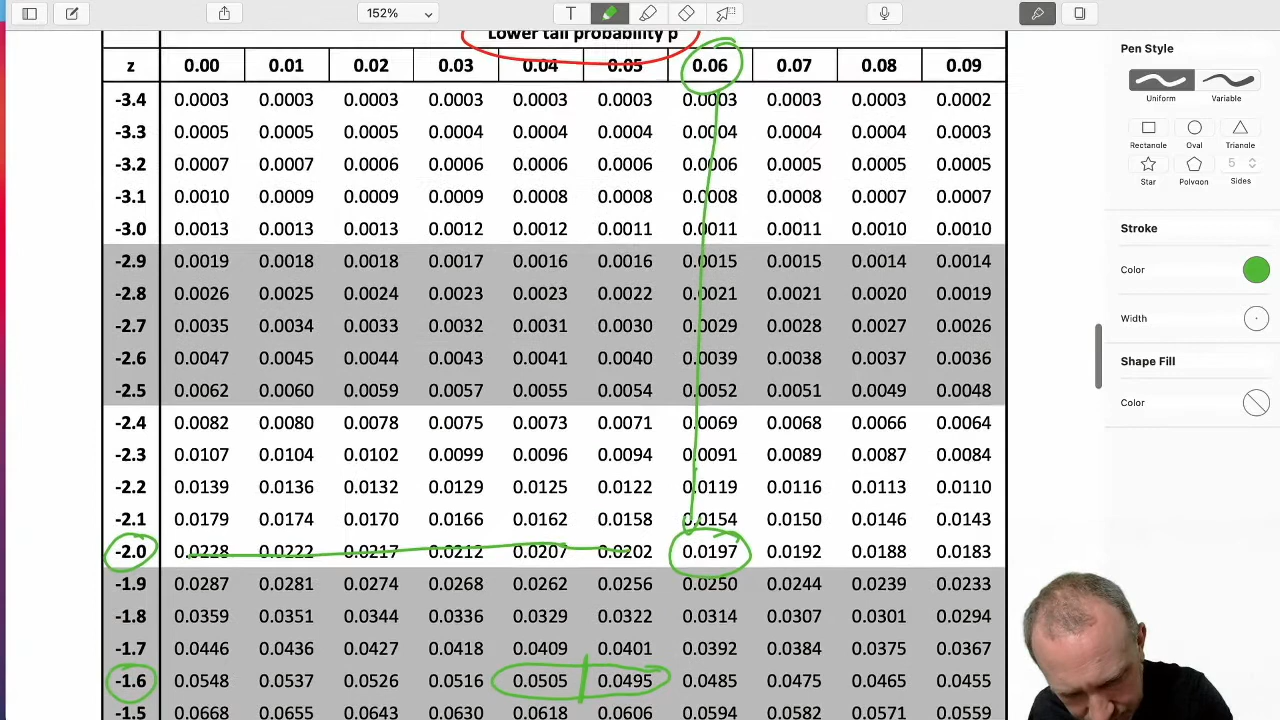 152%
T
Lower tail probability p
z 0.00 0.01 0.02 0.03 0.04 0.05 0.06 0.07 0.08 0.09
-3.4 0.0003 0.0003 0.0003 0.0003 0.0003 0.0003 0.0003 0.0003 0.0003 0.0002
-3.3 0.0005 0.0005 0.0005 0.0004 0.0004 0.0004 0.0004 0.0004 0.0004 0.0003
-3.2 0.0007 0.0007 0.0006 0.0006 0.0006 0.0006 0.0006 0.0005 0.0005 0.0005
-3.1 0.0010 0.0009 0.0009 0.0009 0.0008 0.0008 0.0008 0.0008 0.0007 0.0007
-3.0 0.0013 0.0013 0.0013 0.0012 0.0012 0.0011 0.0011 0.0011 0.0010 0.0010
-2.9 0.0019 0.0018 0.0018 0.0017 0.0016 0.0016 0.0015 0.0015 0.0014 0.0014
-2.8 0.0026 0.0025 0.0024 0.0023 0.0023 0.0022 0.0021 0.0021 0.0020 0.0019
-2.7 0.0035 0.0034 0.0033 0.0032 0.0031 0.0030 0.0029 0.0028 0.0027 0.0026
-2.6 0.0047 0.0045 0.0044 0.0043 0.0041 0.0040 0.0039 0.0038 0.0037 0.0036
-2.5 0.0062 0.0060 0.0059 0.0057 0.0055 0.0054 0.0052 0.0051 0.0049 0.0048
-2.4 0.0082 0.0080 0.0078 0.0075 0.0073 0.0071 0.0069 0.0068 0.0066 0.0064
-2.3 0.0107 0.0104 0.0102 0.0099 0.0096 0.0094 0.0091 0.0089 0.0087 0.0084
-2.2 0.0139 0.0136 0.0132 0.0129 0.0125 0.0122 0.0119 0.0116 0.0113 0.0110
-2.1 0.0179 0.0174 0.0170 0.0166 0.0162 0.0158 0.0154 0.0150 0.0146 0.0143
-2.0 0.0228 0.0222 0.0217 0.0212 0.0207 0.0202 0.0197 0.0192 0.0188 0.0183
-1.9 0.0287 0.0281 0.0274 0.0268 0.0262 0.0256 0.0250 0.0244 0.0239 0.0233
-1.8 0.0359 0.0351 0.0344 0.0336 0.0329 0.0322 0.0314 0.0307 0.0301 0.0294
-1.7 0.0446 0.0436 0.0427 0.0418 0.0409 0.0401 0.0392 0.0384 0.0375 0.0367
-1.6 0.0548 0.0537 0.0526 0.0516 0.0505 0.0495 0.0485 0.0475 0.0465 0.0455
-1.5 0.0668 0.0655 0.0643 0.0630 0.0618 0.0606 0.0594 0.0582 0.0571 0.0559
Pen Style
Uniform Variable
Rectangle Oval Triangle
5
Star Polygon Sides
Stroke
Color
Width
Shape Fill
Color